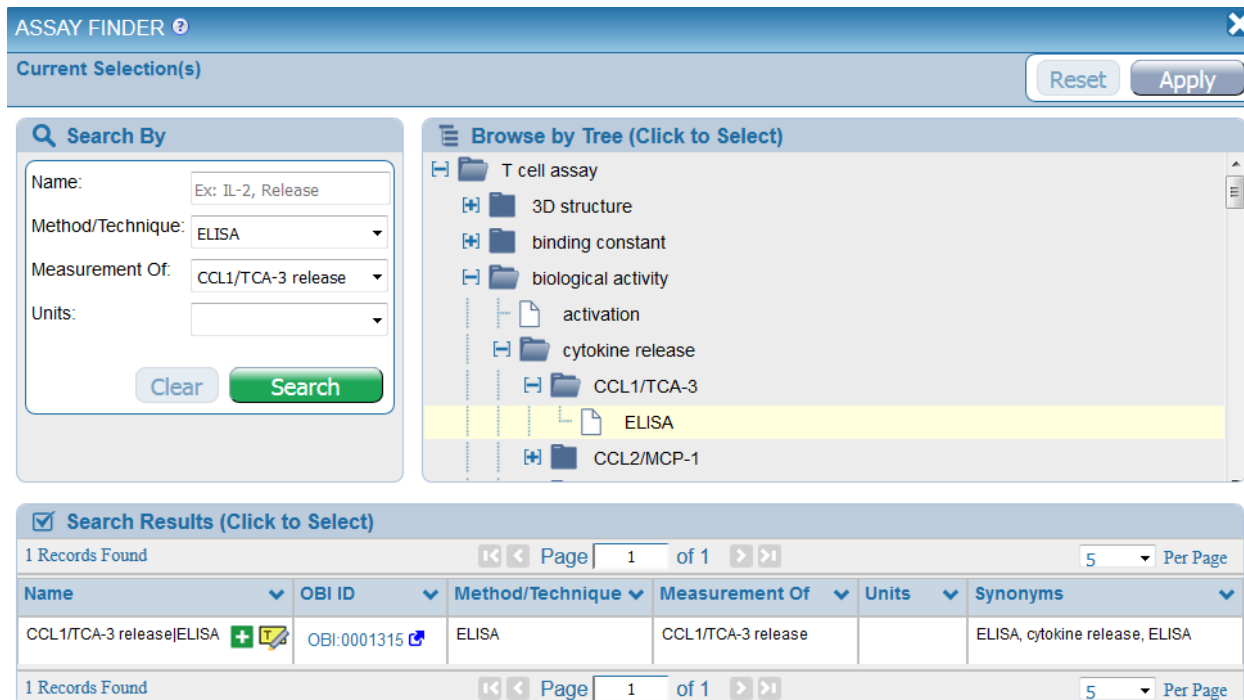 ASSAY FINDER ?
Current Selection(s)
Reset Apply
Search By
Name: Ex: IL-2, Release
Method/Technique: ELISA
Measurement Of: CCL1/TCA-3 release
Units:
Clear Search
Browse by Tree (Click to Select)
T cell assay
3D structure
binding constant
biological activity
activation
cytokine release
CCL1/TCA-3
ELISA
CCL2/MCP-1
Search Results (Click to Select)
1 Records Found Page 1 of 1 5 Per Page
Name OBI ID Method/Technique Measurement Of Units Synonyms
CCL1/TCA-3 release|ELISA T OBI:0001315 ELISA CCL1/TCA-3 release ELISA, cytokine release, ELISA
1 Records Found Page 1 of 1 5 Per Page